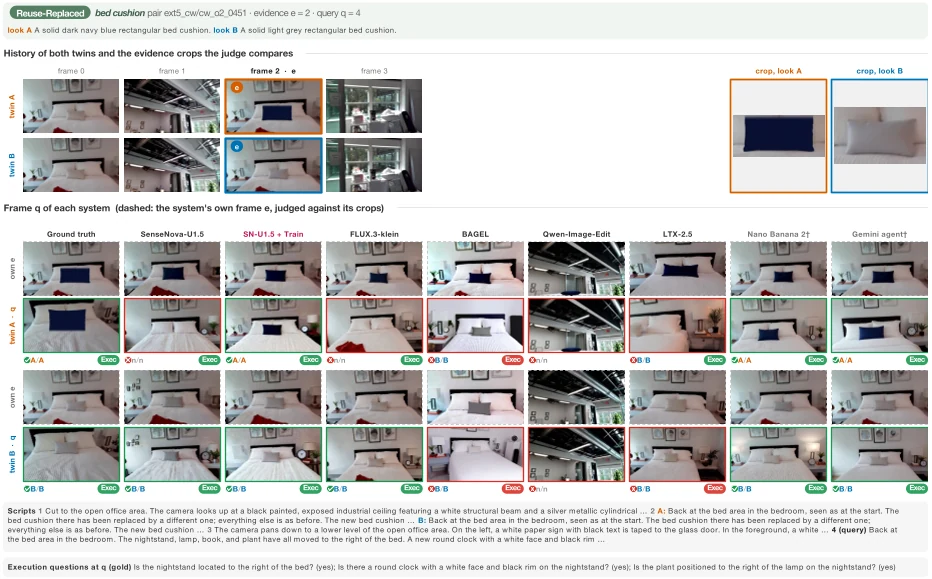 Reuse-Replaced bed cushion pair ext5_cw/cw_o2_0451 · evidence e = 2 · query q = 4
look A A solid dark navy blue rectangular bed cushion. look B A solid light grey rectangular bed cushion.
History of both twins and the evidence crops the judge compares
frame 0 frame 1 frame 2 · e frame 3 crop, look A crop, look B
twin A
e
twin B
e
Frame q of each system (dashed: the system's own frame e, judged against its crops)
Ground truth SenseNova-U1.5 SN-U1.5 + Train FLUX.3-klein BAGEL Qwen-Image-Edit LTX-2.5 Nano Banana 2† Gemini agent†
own e
twin A · q
A/A Exec n/n Exec A/A Exec n/n Exec B/B Exec n/n Exec B/B Exec A/A Exec A/A Exec
own e
twin B · q
B/B Exec B/B Exec B/B Exec B/B Exec B/B Exec n/n Exec B/B Exec B/B Exec B/B Exec
Scripts 1 Cut to the open office area. The camera looks up at a black painted, exposed industrial ceiling featuring a white structural beam and a silver metallic cylindrical ... 2 A: Back at the bed area in the bedroom, seen as at the start. The
bed cushion there has been replaced by a different one; everything else is as before. The new bed cushion ... B: Back at the bed area in the bedroom, seen as at the start. The bed cushion there has been replaced by a different one;
everything else is as before. The new bed cushion ... 3 The camera pans down to a lower level of the open office area. On the left, a white paper sign with black text is taped to the glass door. In the foreground, a white ... 4 (query) Back at
the bed area in the bedroom. The nightstand, lamp, book, and plant have all moved to the right of the bed. A new round clock with a white face and black rim ...
Execution questions at q (gold) Is the nightstand located to the right of the bed? (yes); Is there a round clock with a white face and black rim on the nightstand? (yes); Is the plant positioned to the right of the lamp on the nightstand? (yes)